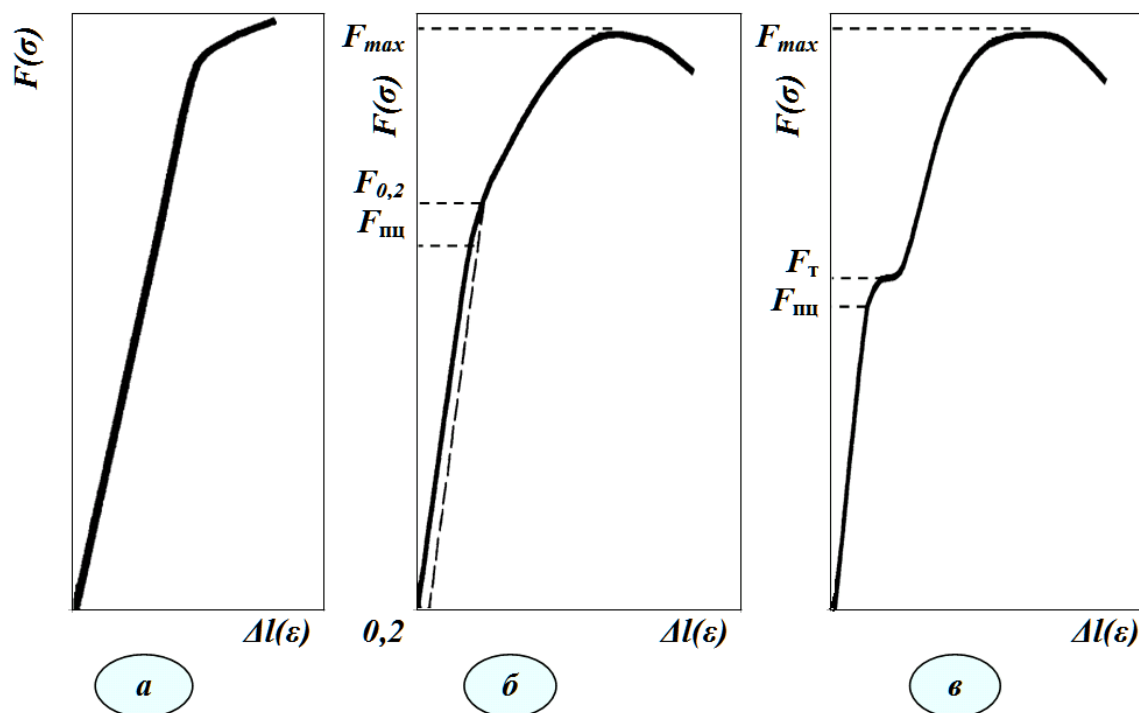 F(σ)
Δl(ε)
а
F_max
F(σ)
F_0,2
F_пц
0,2
Δl(ε)
б
F_max
F(σ)
F_т
F_пц
Δl(ε)
в